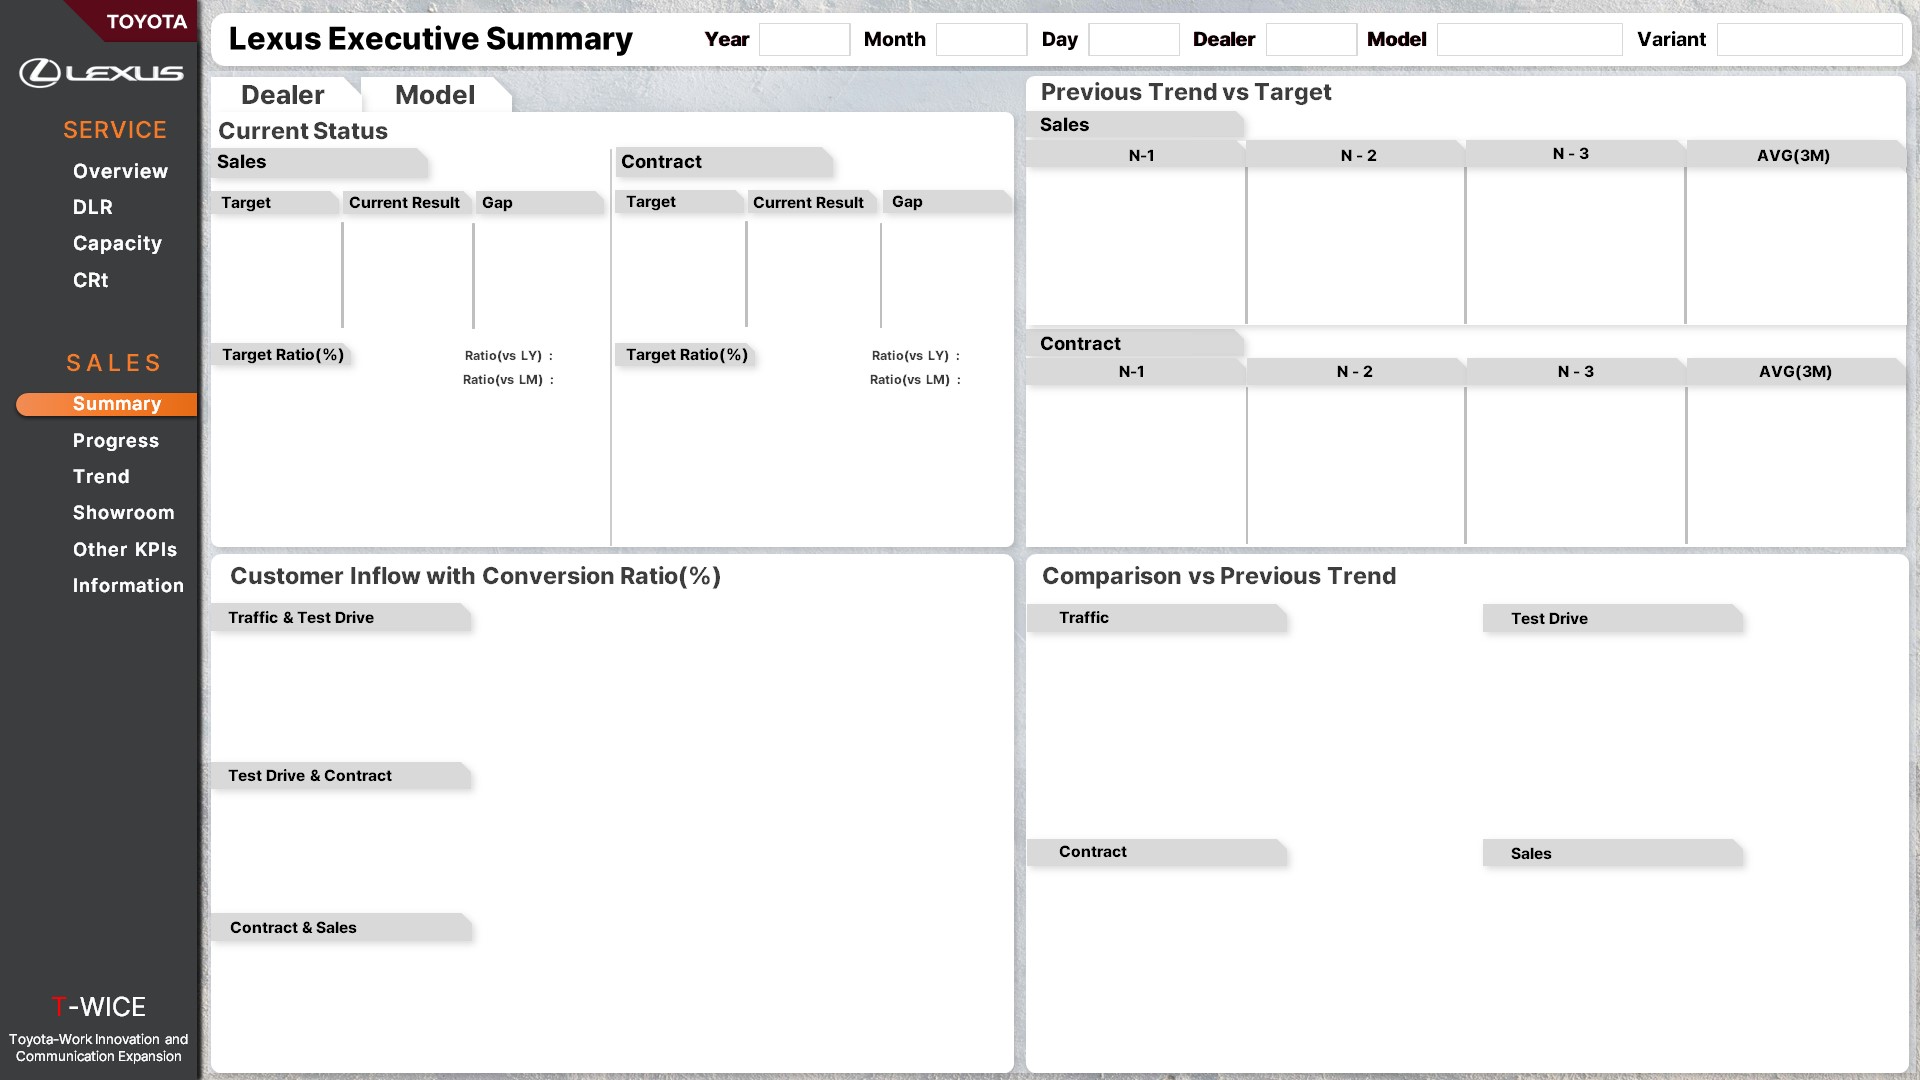 TOYOTA
LEXUS
SERVICE
Overview
DLR
Capacity
CRt
SALES
Summary
Progress
Trend
Showroom
Other KPIs
Information
T-WICE
Toyota-Work Innovation and
Communication Expansion
Lexus Executive Summary
Year
Month
Day
Dealer
Model
Variant
Dealer
Model
Current Status
Sales
Target
Current Result
Gap
Target Ratio(%)
Ratio(vs LY) :
Ratio(vs LM) :
Contract
Target
Current Result
Gap
Target Ratio(%)
Ratio(vs LY) :
Ratio(vs LM) :
Previous Trend vs Target
Sales
N-1
N - 2
N - 3
AVG(3M)
Contract
N-1
N - 2
N - 3
AVG(3M)
Customer Inflow with Conversion Ratio(%)
Traffic & Test Drive
Test Drive & Contract
Contract & Sales
Comparison vs Previous Trend
Traffic
Test Drive
Contract
Sales